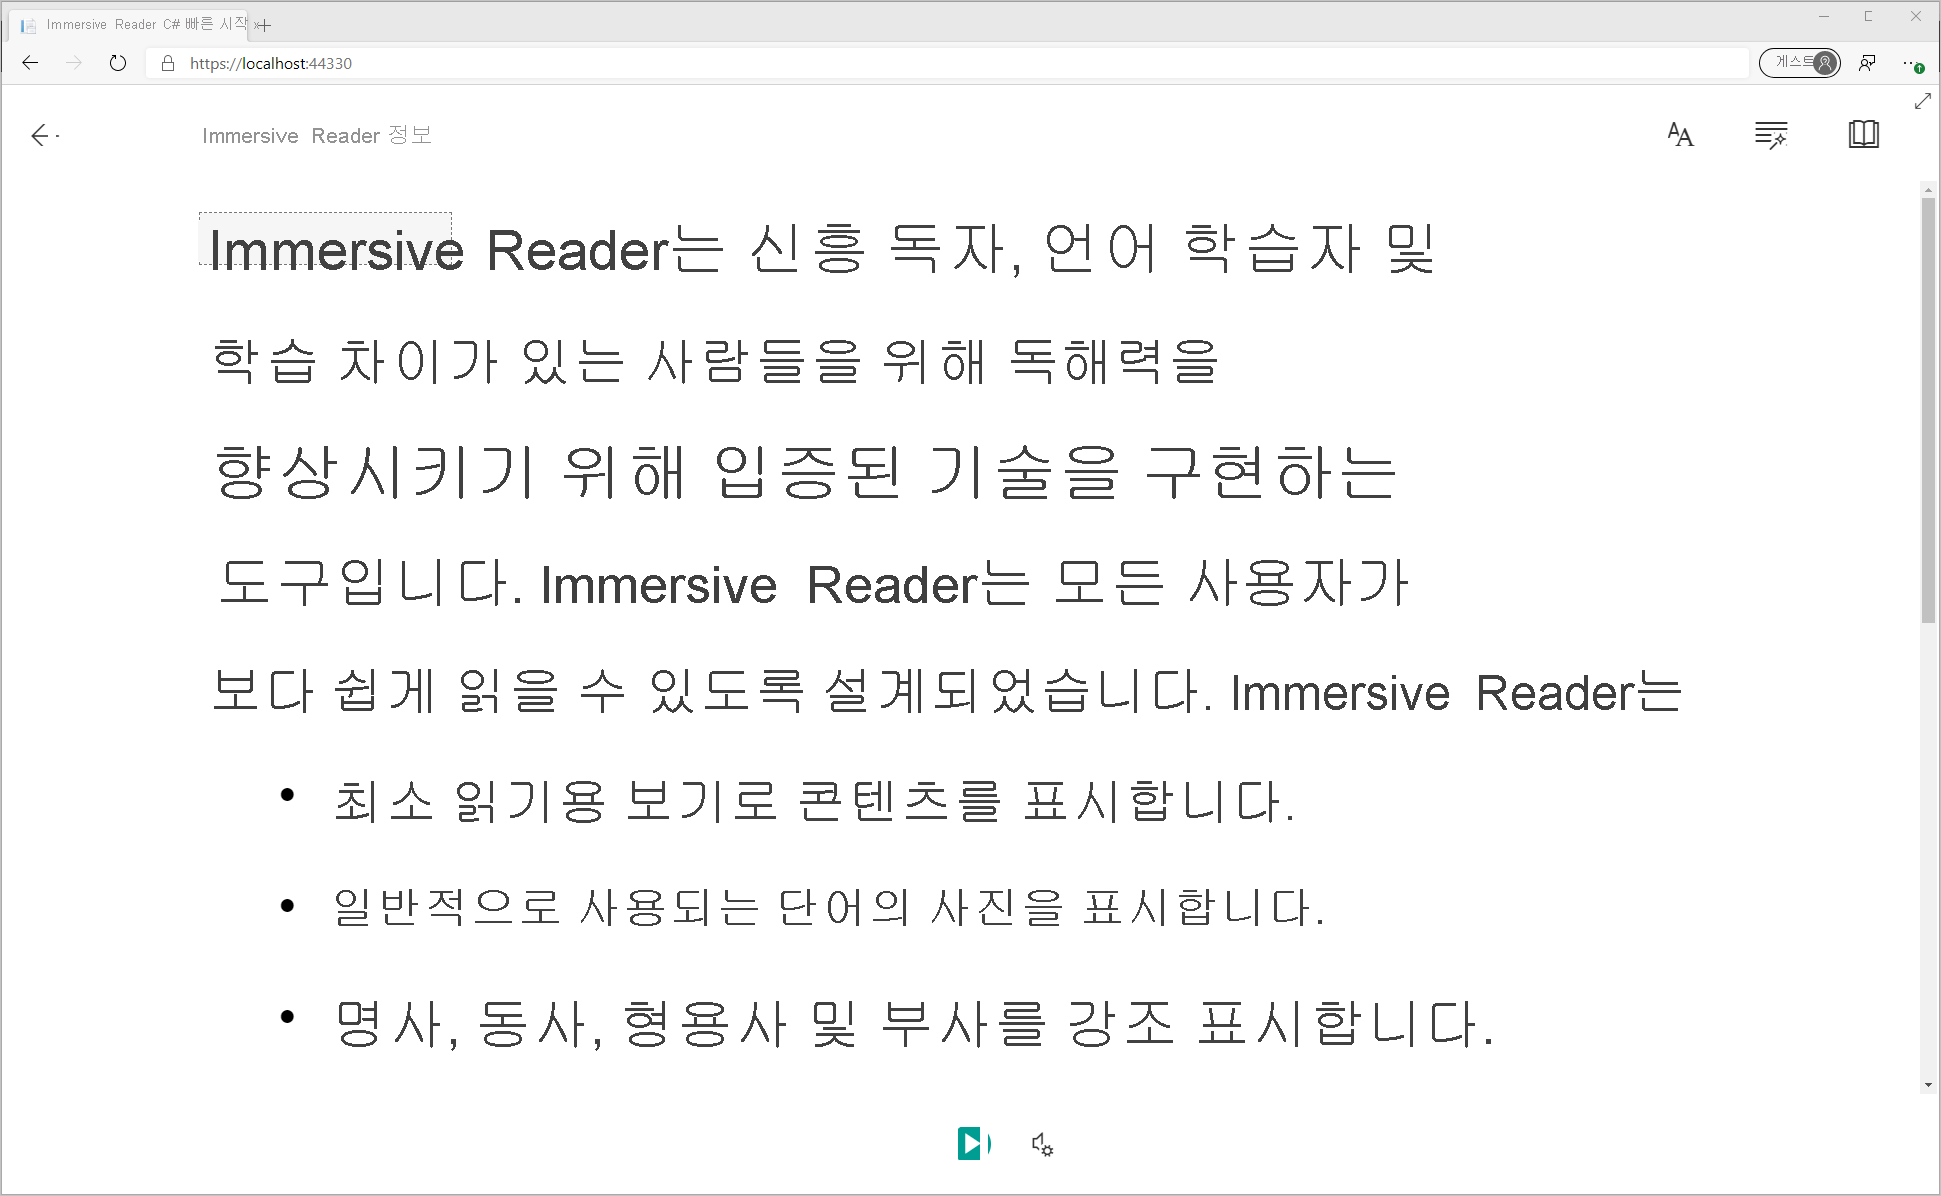 Immersive Reader C# 빠른 시작
https://localhost:44330
게스트
Immersive Reader 정보
Immersive Reader는 신흥 독자, 언어 학습자 및
학습 차이가 있는 사람들을 위해 독해력을
향상시키기 위해 입증된 기술을 구현하는
도구입니다. Immersive Reader는 모든 사용자가
보다 쉽게 읽을 수 있도록 설계되었습니다. Immersive Reader는
• 최소 읽기용 보기로 콘텐츠를 표시합니다.
• 일반적으로 사용되는 단어의 사진을 표시합니다.
• 명사, 동사, 형용사 및 부사를 강조 표시합니다.